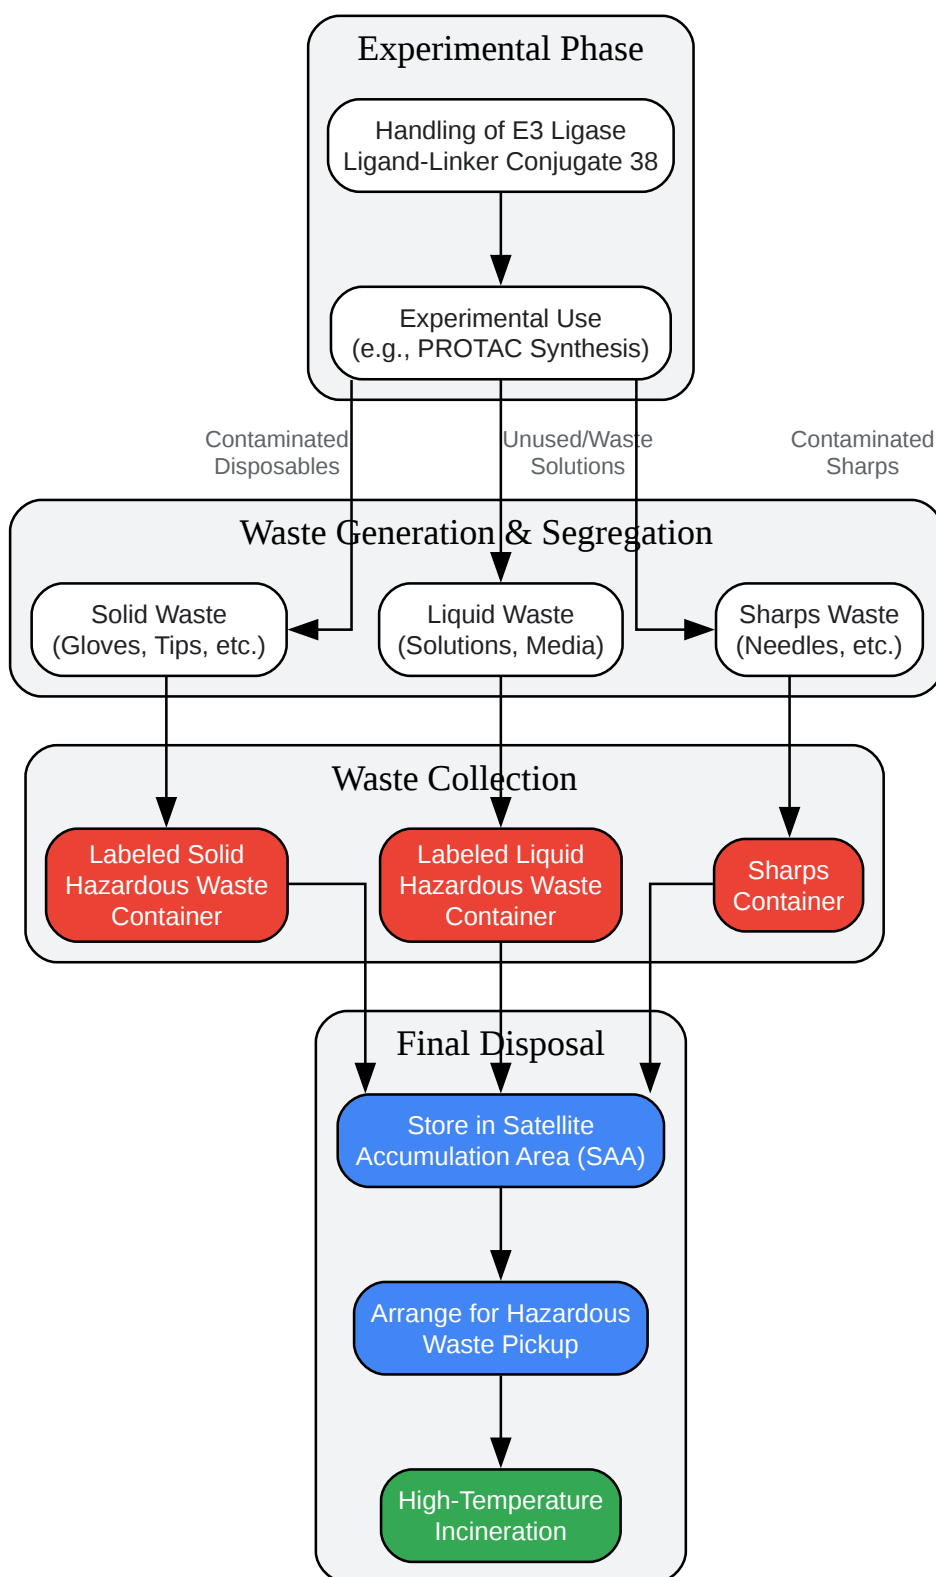 Experimental Phase
Handling of E3 Ligase
Ligand-Linker Conjugate 38
Experimental Use
(e.g., PROTAC Synthesis)
Contaminated
Disposables
Unused/Waste
Solutions
Contaminated
Sharps
Waste Generation & Segregation
Solid Waste
(Gloves, Tips, etc.)
Liquid Waste
(Solutions, Media)
Sharps Waste
(Needles, etc.)
Waste Collection
Labeled Solid
Hazardous Waste
Container
Labeled Liquid
Hazardous Waste
Container
Sharps
Container
Final Disposal
Store in Satellite
Accumulation Area (SAA)
Arrange for Hazardous
Waste Pickup
High-Temperature
Incineration